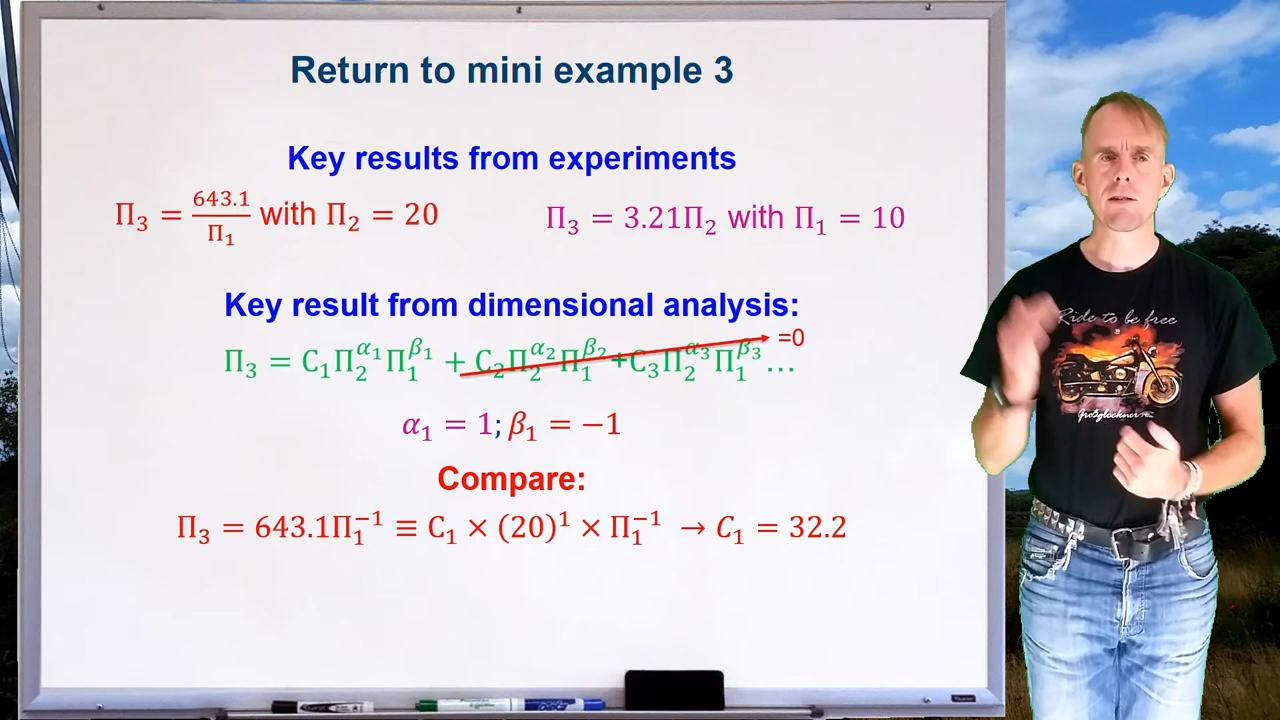 Return to mini example 3
Key results from experiments
Π₃ = 643.1/Π₁ with Π₂ = 20
Π₃ = 3.21Π₂ with Π₁ = 10
Key result from dimensional analysis:
=0
Π₃ = C₁Π₂^α₁Π₁^β₁ + C₂Π₂^α₂Π₁^β₂+C₃Π₂^α₃Π₁^β₃…
α₁ = 1; β₁ = −1
Compare:
Π₃ = 643.1Π₁⁻¹ ≡ C₁ × (20)¹ × Π₁⁻¹ → C₁ = 32.2
Ride to be free
Großglockner